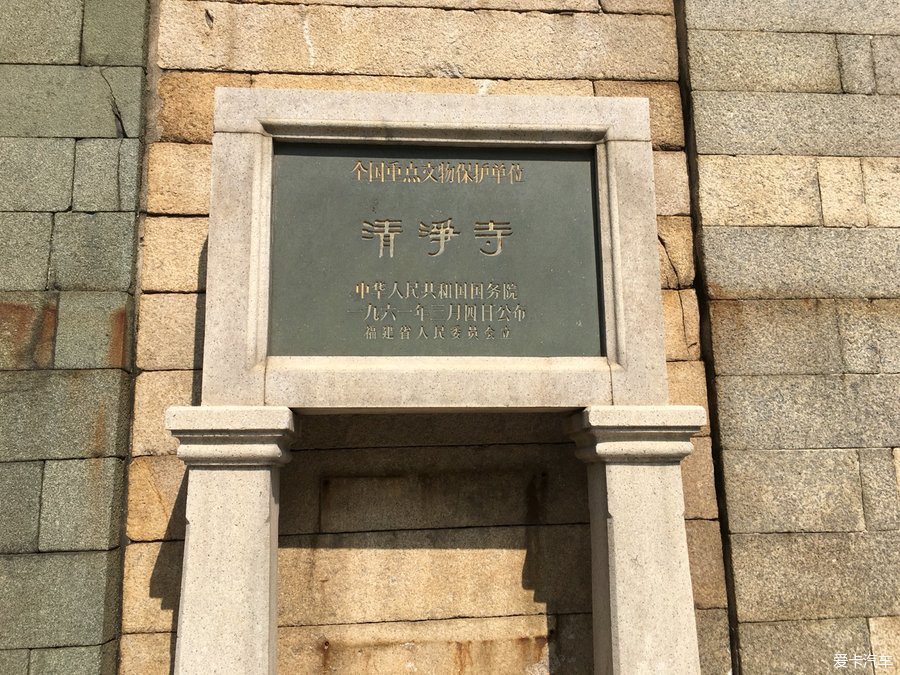 全国重点文物保护单位
清淨寺
中华人民共和国国务院
一九六一年三月四日公布
福建省人民委员会立
爱卡汽车